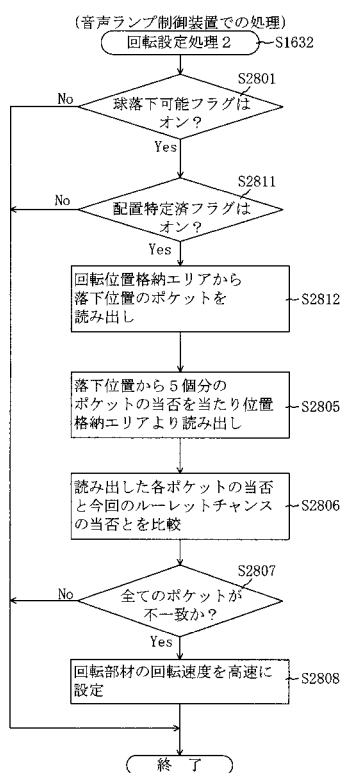 (音声ランプ制御装置での処理)
回転設定処理2
S1632
S2801
球落下可能フラグは
オン?
No
Yes
S2811
配置特定済フラグは
オン?
No
Yes
回転位置格納エリアから
落下位置のポケットを
読み出し
S2812
落下位置から5個分の
ポケットの当否を当たり位置
格納エリアより読み出し
S2805
読み出した各ポケットの当否
と今回のルーレットチャンス
の当否とを比較
S2806
S2807
全てのポケットが
不一致か?
No
Yes
回転部材の回転速度を高速に
設定
S2808
終了